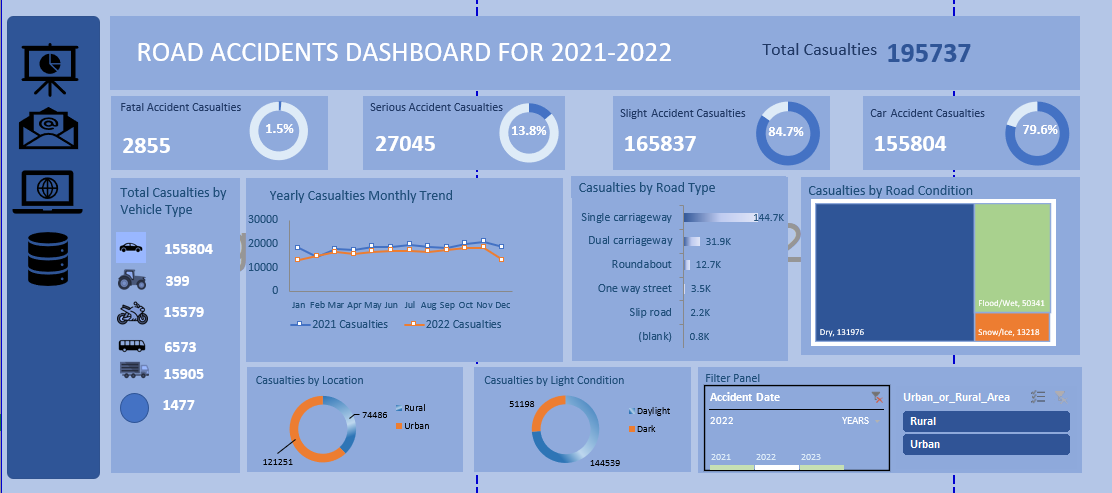 ROAD ACCIDENTS DASHBOARD FOR 2021-2022
Total Casualties 195737
Fatal Accident Casualties
2855
1.5%
Serious Accident Casualties
27045
13.8%
Slight Accident Casualties
165837
84.7%
Car Accident Casualties
155804
79.6%
Total Casualties by
Vehicle Type
155804
399
15579
6573
15905
1477
Yearly Casualties Monthly Trend
30000
20000
10000
0
Jan Feb Mar Apr May Jun Jul Aug Sep Oct Nov Dec
2021 Casualties 2022 Casualties
Casualties by Road Type
Single carriageway 144.7K
Dual carriageway 31.9K
Roundabout 12.7K
One way street 3.5K
Slip road 2.2K
(blank) 0.8K
Casualties by Road Condition
Dry, 131976
Flood/Wet, 50341
Snow/Ice, 13218
Casualties by Location
74486
121251
Rural
Urban
Casualties by Light Condition
51198
144539
Daylight
Dark
Filter Panel
Accident Date
2022 YEARS
2021 2022 2023
Urban_or_Rural_Area
Rural
Urban